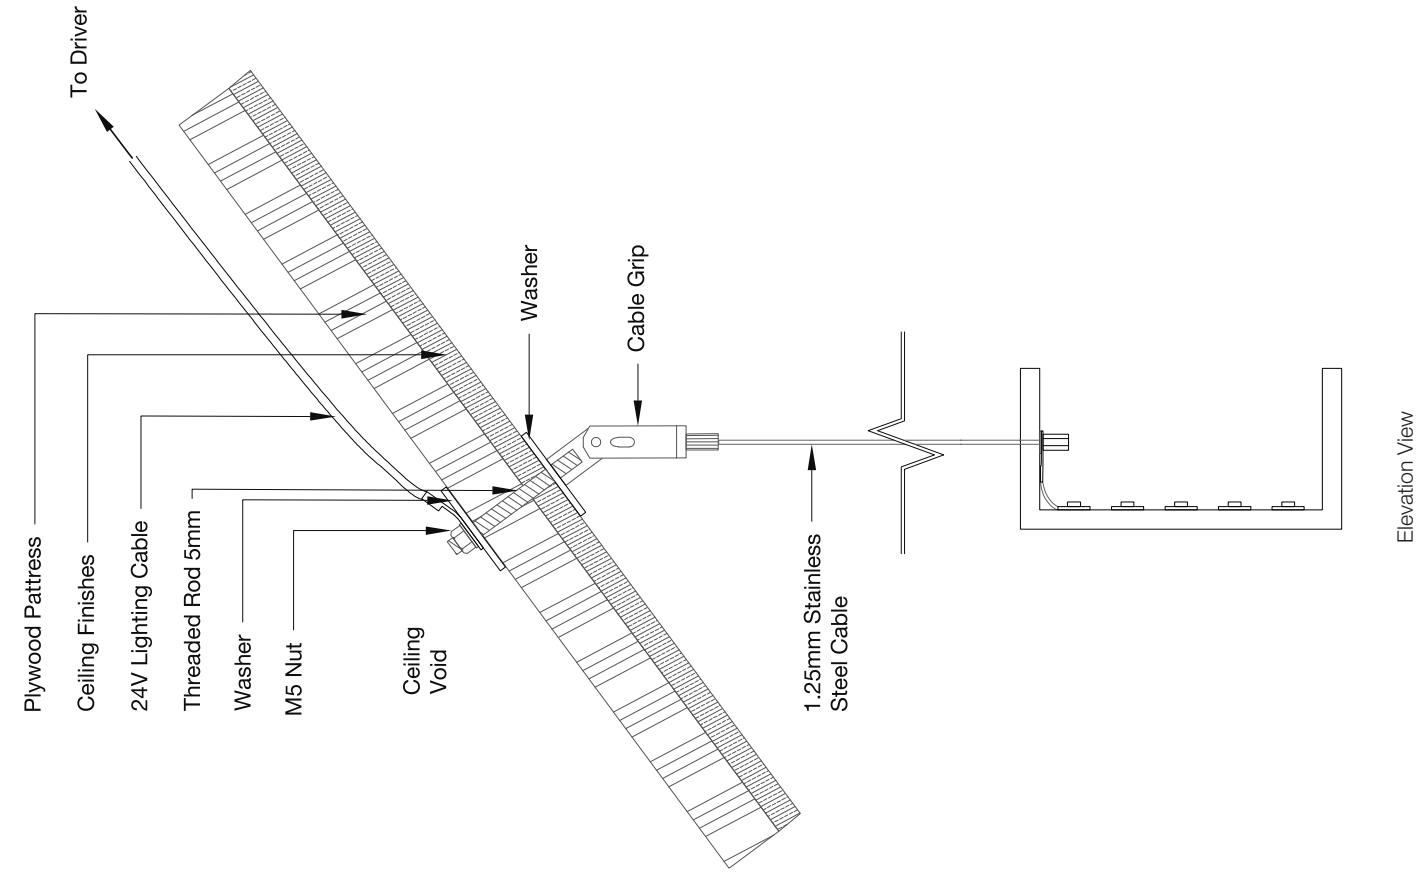 To Driver
Plywood Pattress
Ceiling Finishes
24V Lighting Cable
Threaded Rod 5mm
Washer
M5 Nut
Ceiling
Void
Washer
Cable Grip
1.25mm Stainless
Steel Cable
Elevation View